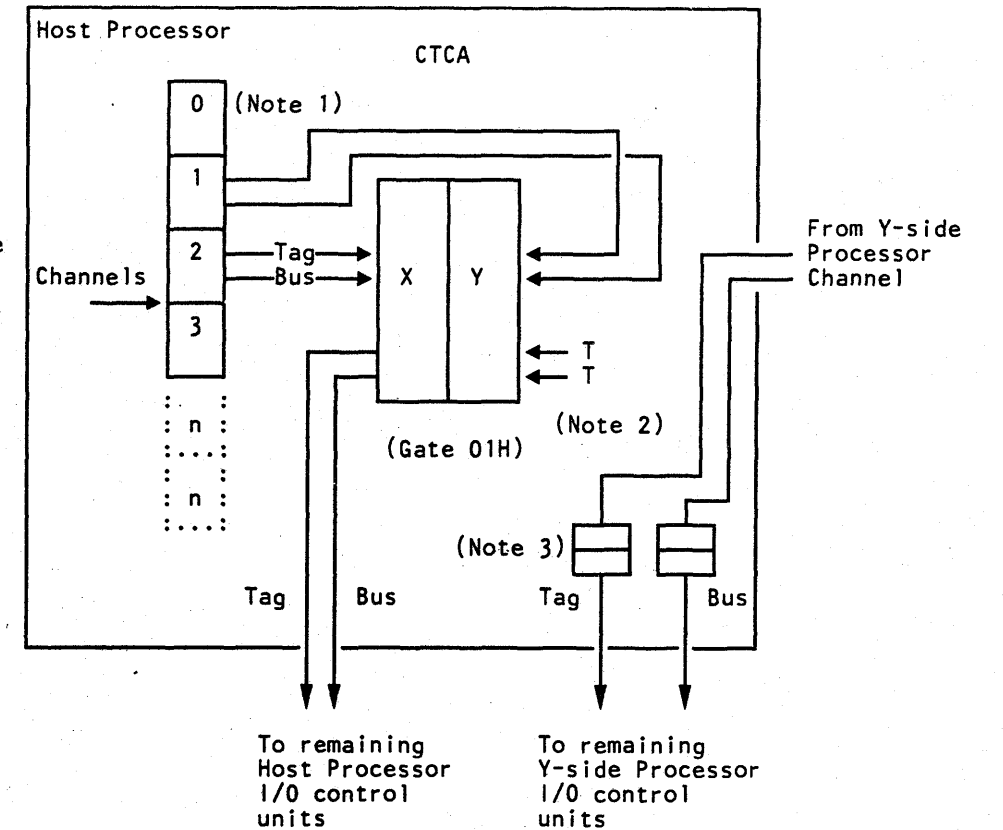 Host Processor
CTCA
0 (Note 1)
1
2
Tag
Bus
Channels
3
X
Y
From Y-side
Processor
Channel
T
T
n
n
(Note 2)
(Gate 01H)
(Note 3)
Tag
Bus
Tag
Bus
To remaining
Host Processor
I/O control
units
To remaining
Y-side Processor
I/O control
units